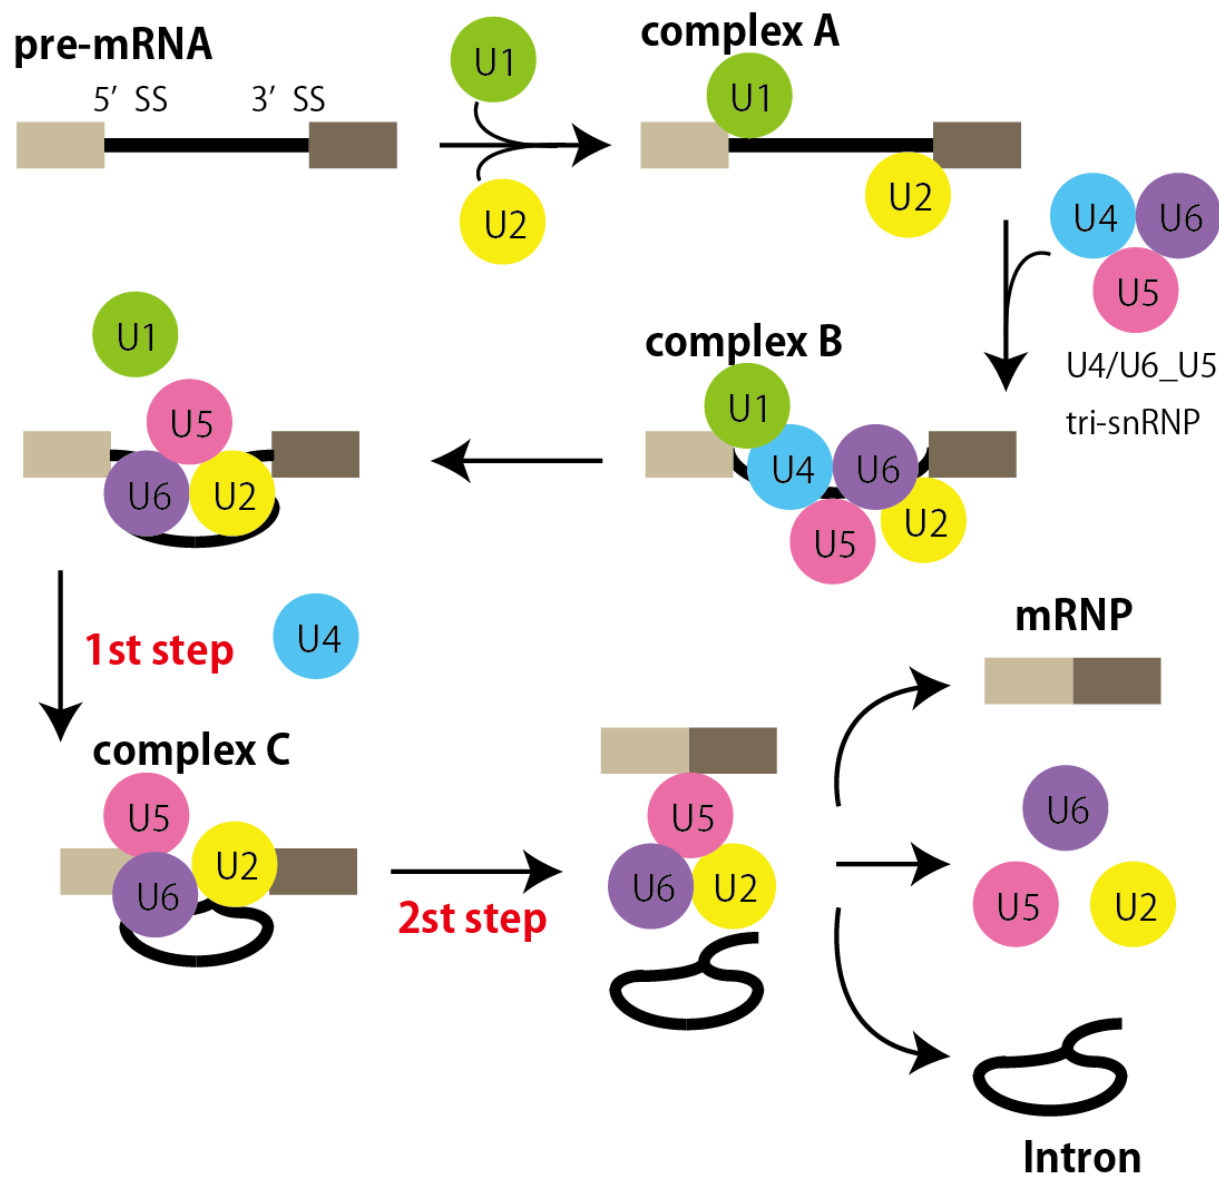 pre-mRNA
5’ SS
3’ SS
U1
U2
complex A
U1
U2
U4
U6
U5
U4/U6_U5
tri-snRNP
complex B
U1
U4
U6
U5
U2
U1
U5
U6
U2
1st step
U4
complex C
U5
U2
U6
2st step
U5
U6
U2
mRNP
U6
U5
U2
Intron